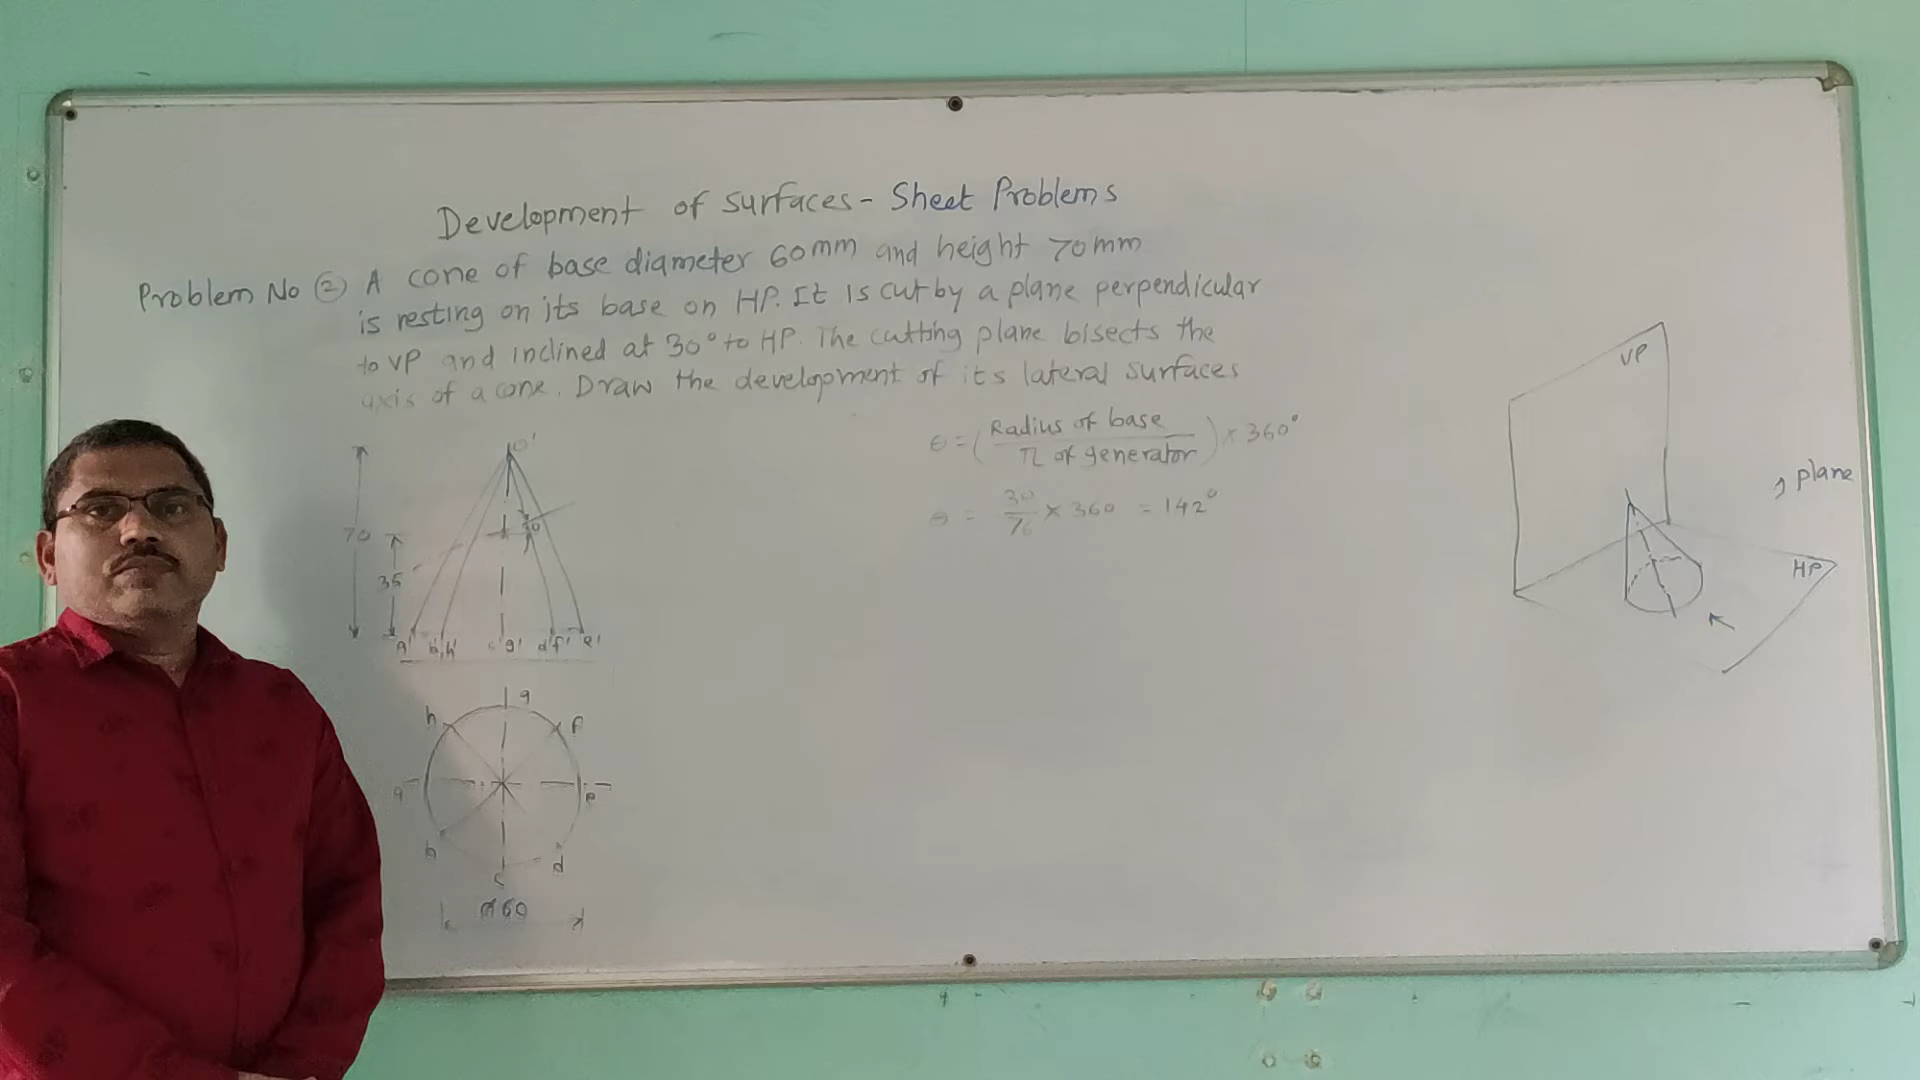 Development of surfaces - Sheet Problems
Problem No ② A cone of base diameter 60mm and height 70mm
is resting on its base on HP. It is cut by a plane perpendicular
to VP and inclined at 30° to HP. The cutting plane bisects the
axis of a cone. Draw the development of its lateral surfaces
θ = (Radius of base / TL of generator) × 360°
θ = 30/76 × 360 = 142°
o'
70
35
30
a' b',h' c'g' d'f' e'
g
h f
a e
b d
c
ø60
VP
plane
HP